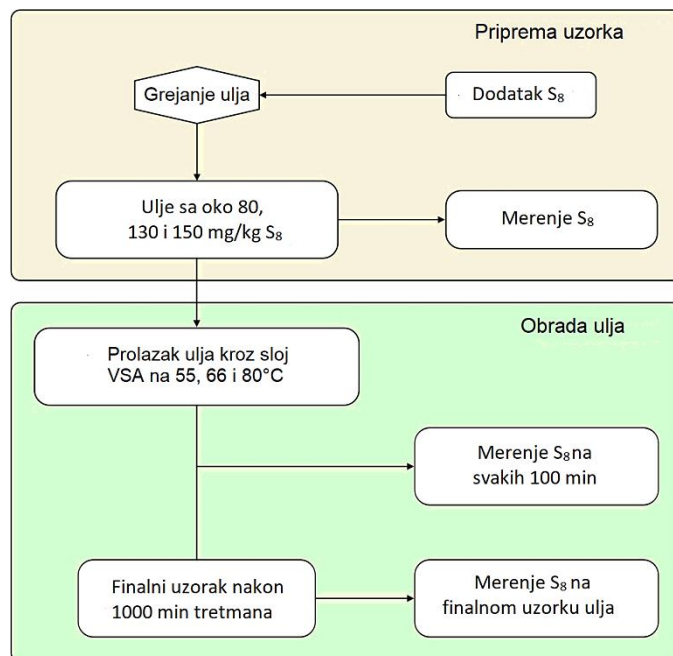 Priprema uzorka
Grejanje ulja
Dodatak S₈
Ulje sa oko 80,
130 i 150 mg/kg S₈
Merenje S₈
Obrada ulja
Prolazak ulja kroz sloj
VSA na 55, 66 i 80°C
Merenje S₈ na
svakih 100 min
Finalni uzorak nakon
1000 min tretmana
Merenje S₈ na
finalnom uzorku ulja